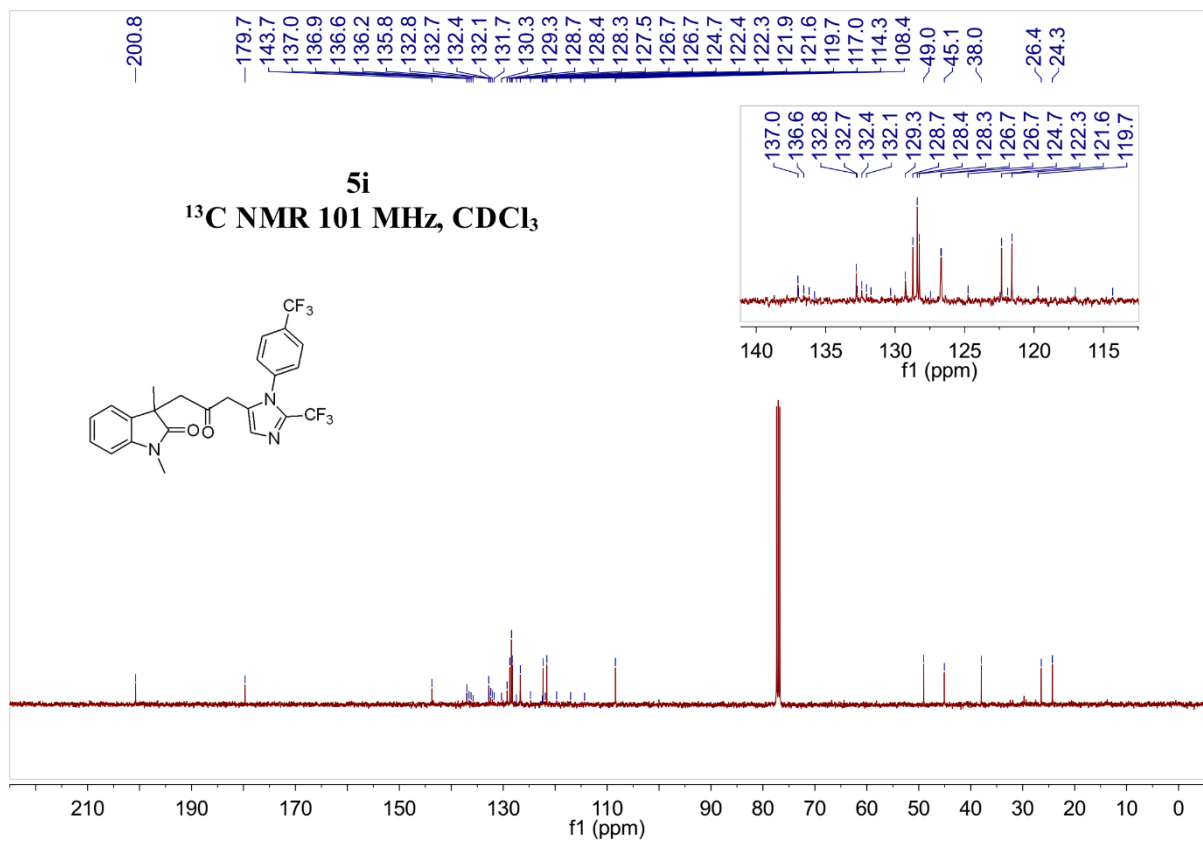 200.8 179.7 143.7 137.0 136.9 136.6 136.2 135.8 132.8 132.7 132.4 132.1 131.7 130.3 129.3 128.7 128.4 128.3 127.5 126.7 126.7 124.7 122.4 122.3 121.9 121.6 119.7 117.0 114.3 108.4 49.0 45.1 38.0 26.4 24.3
137.0 136.6 132.8 132.7 132.4 132.1 129.3 128.7 128.4 128.3 126.7 126.7 124.7 122.3 121.6 119.7
5i
¹³C NMR 101 MHz, CDCl₃
140 135 130 125 120 115
f1 (ppm)
CF₃
N
CF₃
O
O
N
N
210 190 170 150 130 110 90 80 70 60 50 40 30 20 10 0
f1 (ppm)